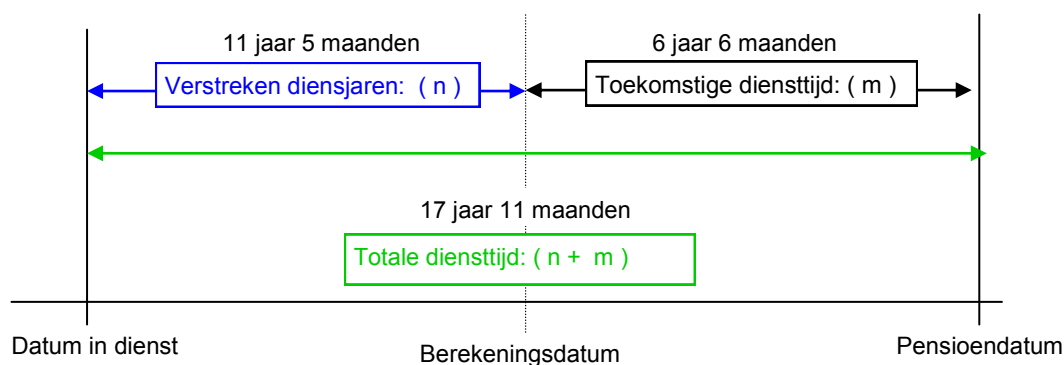 11 jaar 5 maanden
6 jaar 6 maanden
Verstreken diensjaren: ( n )
Toekomstige diensttijd: ( m )
17 jaar 11 maanden
Totale diensttijd: ( n + m )
Datum in dienst
Berekeningsdatum
Pensioendatum